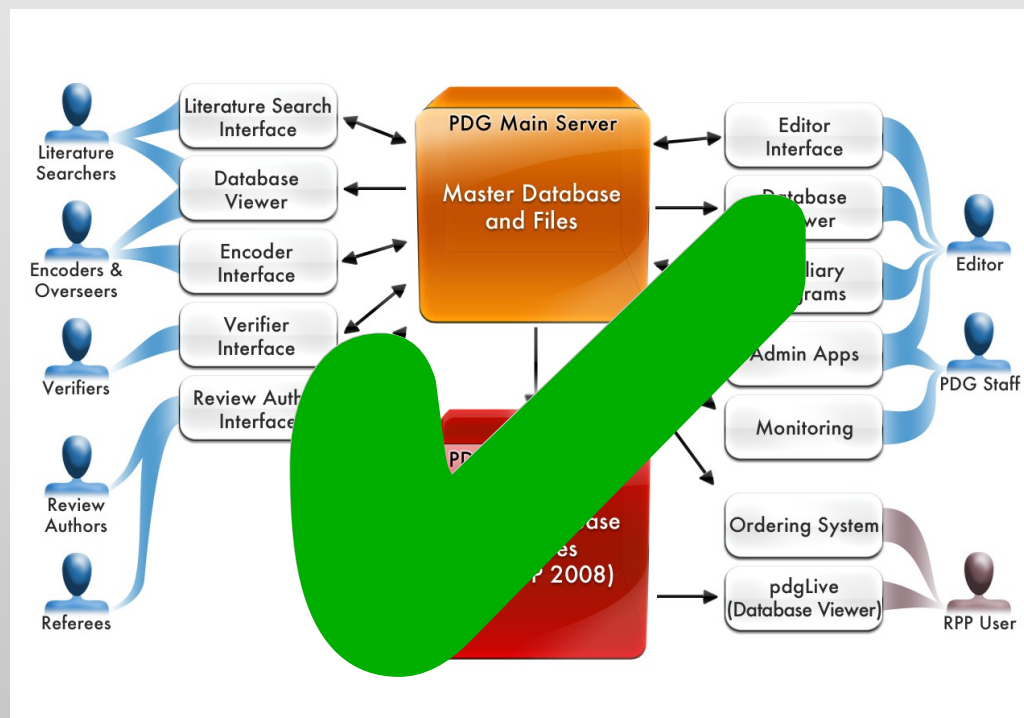 Literature
Searchers
Encoders &
Overseers
Verifiers
Review
Authors
Referees
Literature Search
Interface
Database
Viewer
Encoder
Interface
Verifier
Interface
Review
Interface
PDG Main Server
Master Database
and Files
2008)
Editor
Interface
Database
Admin Apps
Monitoring
Ordering System
pdgLive
(Database Viewer)
Editor
PDG Staff
RPP User